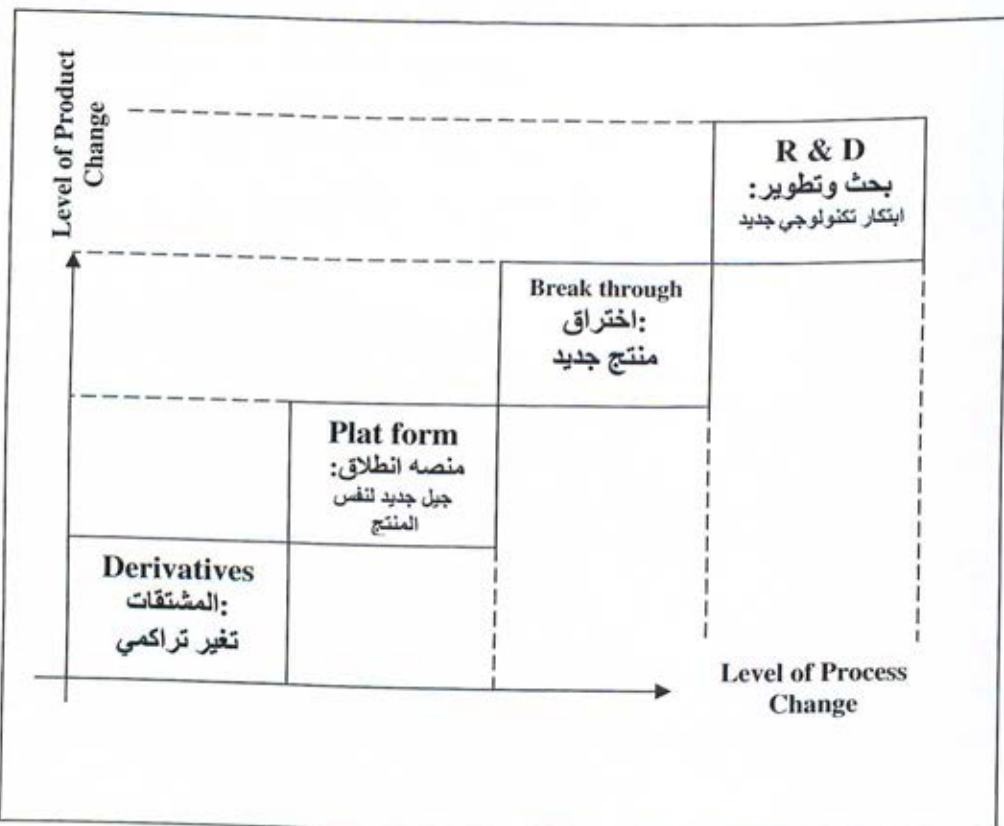 Level of Product
Change
R & D
بحث وتطوير:
ابتكار تكنولوجي جديد
Break through
اختراق:
منتج جديد
Plat form
منصه انطلاق:
جيل جديد لنفس
المنتج
Derivatives
المشتقات:
تغير تراكمي
Level of Process
Change